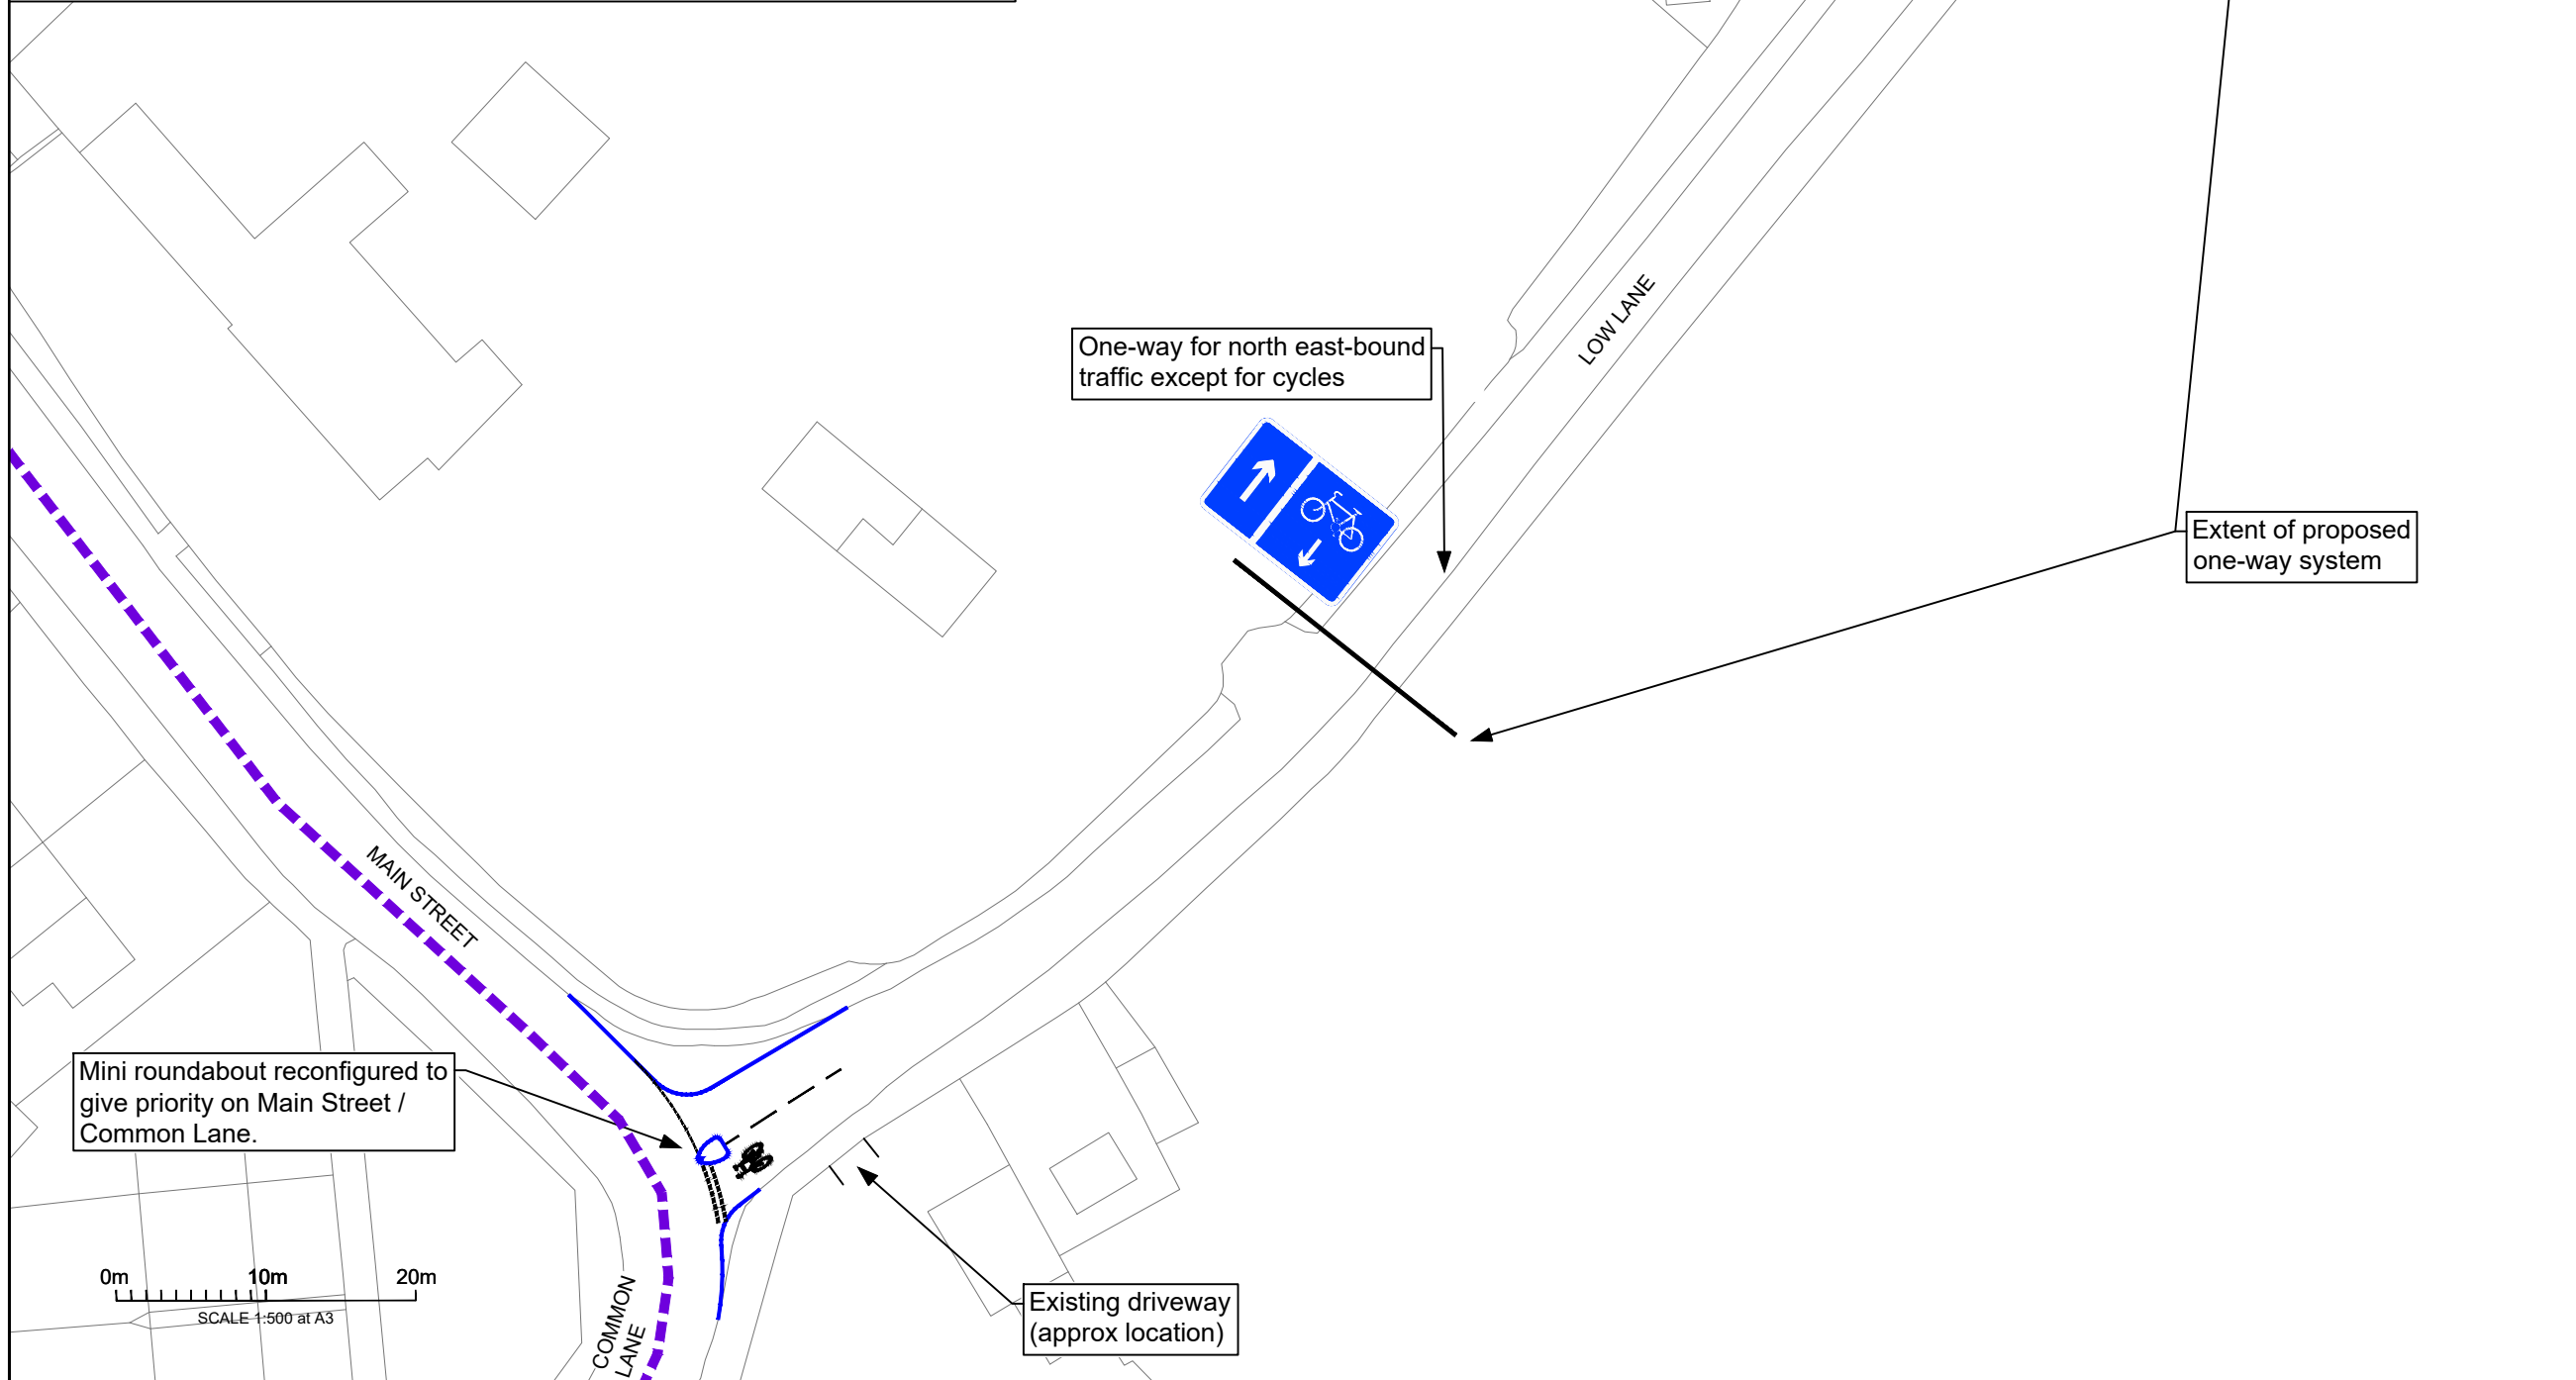 One-way for north east-bound
traffic except for cycles
LOW LANE
Extent of proposed
one-way system
MAIN STREET
Mini roundabout reconfigured to
give priority on Main Street /
Common Lane.
0m 10m 20m
SCALE 1:500 at A3
COMMON
LANE
Existing driveway
(approx location)